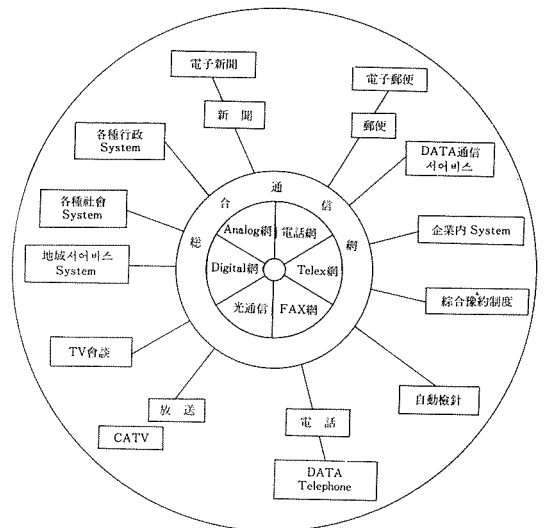 電子新聞
新 聞
電子郵便
郵便
各種行政
System
DATA通信
서어비스
各種社會
System
企業內 System
地域서어비스
System
綜合豫約制度
TV會談
自動檢針
放 送
CATV
電 話
DATA
Telephone
総 合 通 信 網
Analog網
電話網
Digital網
Telex網
光通信
FAX網